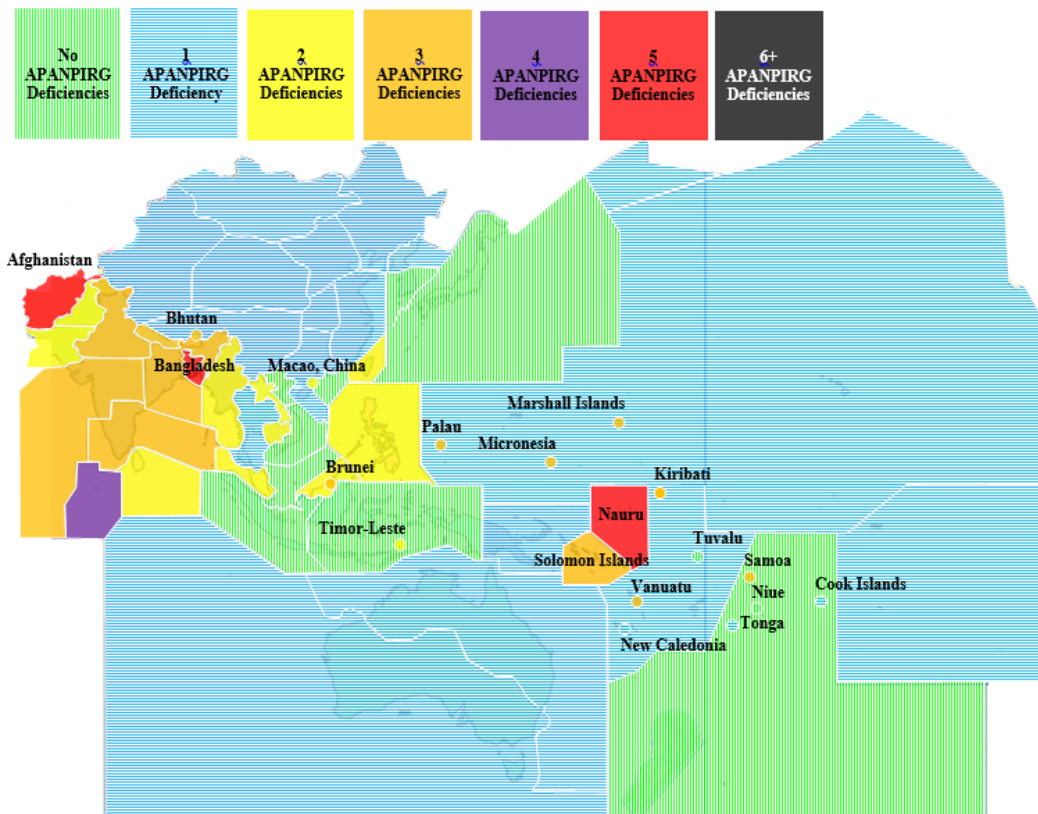 No
APANPIRG
Deficiencies
1
APANPIRG
Deficiency
2
APANPIRG
Deficiencies
3
APANPIRG
Deficiencies
4
APANPIRG
Deficiencies
5
APANPIRG
Deficiencies
6+
APANPIRG
Deficiencies
Afghanistan
Bhutan
Bangladesh
Macao, China
Marshall Islands
Palau
Micronesia
Brunei
Kiribati
Nauru
Timor-Leste
Tuvalu
Solomon Islands
Samoa
Vanuatu
Niue
Cook Islands
Tonga
New Caledonia